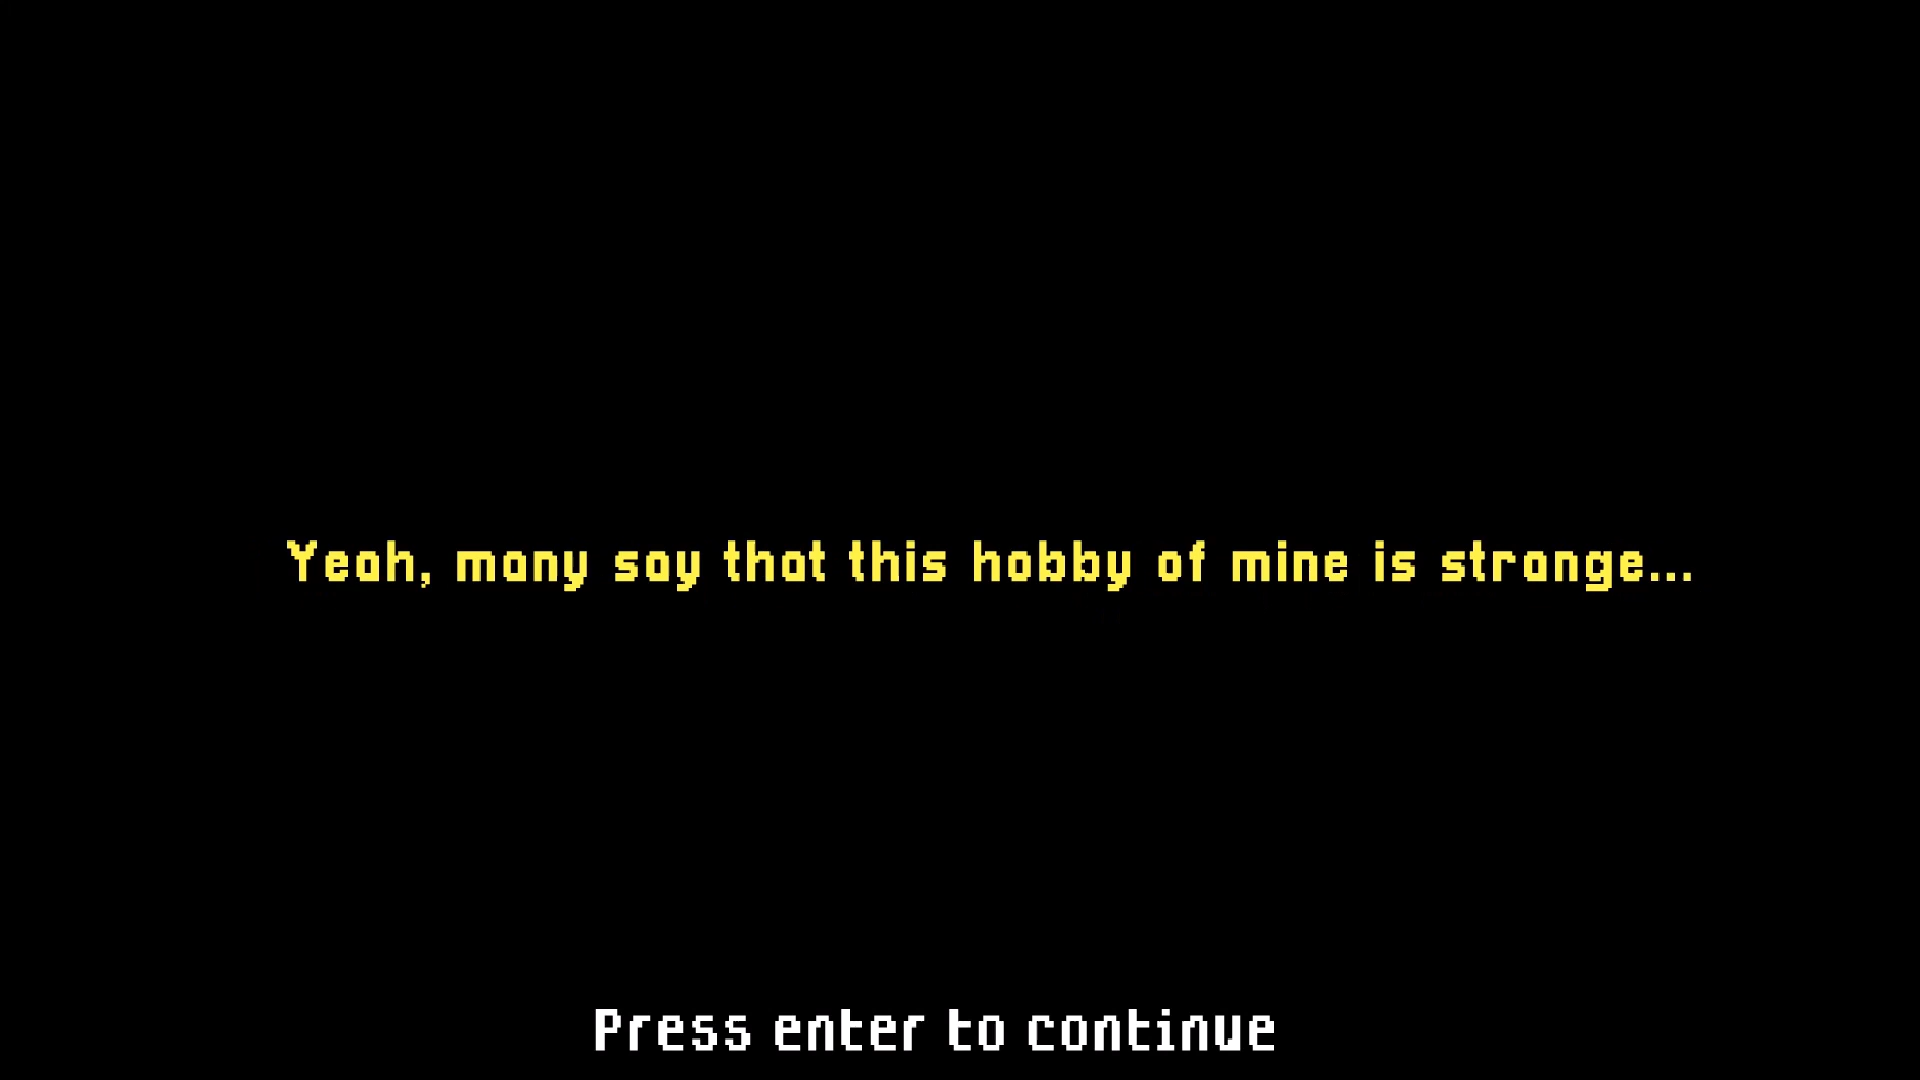 Yeah, many say that this hobby of mine is strange...
Press enter to continue